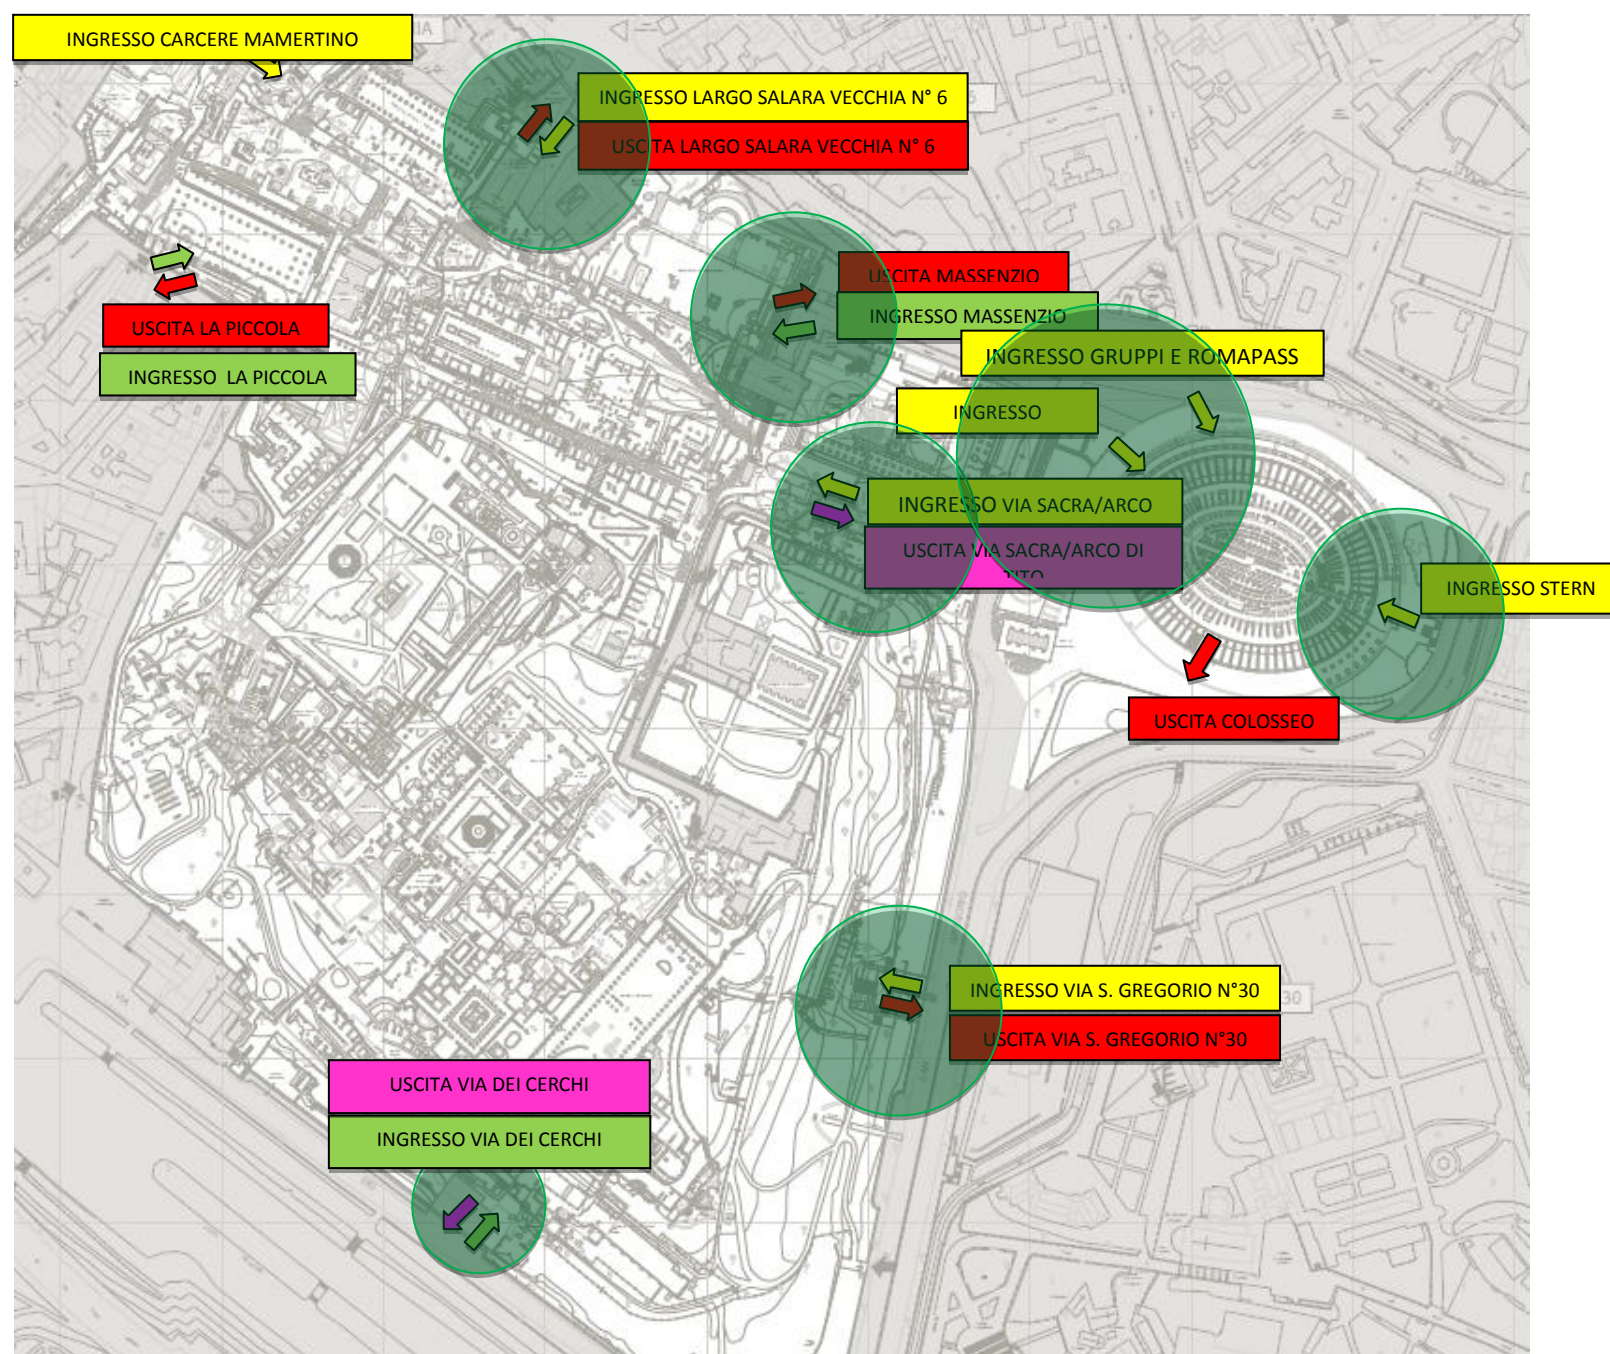 INGRESSO CARCERE MAMERTINO
INGRESSO LARGO SALARA VECCHIA N° 6
USCITA LARGO SALARA VECCHIA N° 6
USCITA MASSENZIO
INGRESSO MASSENZIO
USCITA LA PICCOLA
INGRESSO LA PICCOLA
INGRESSO GRUPPI E ROMAPASS
INGRESSO
INGRESSO VIA SACRA/ARCO
USCITA VIA SACRA/ARCO DI
TITO
INGRESSO STERN
USCITA COLOSSEO
INGRESSO VIA S. GREGORIO N°30
30
USCITA VIA S. GREGORIO N°30
USCITA VIA DEI CERCHI
INGRESSO VIA DEI CERCHI